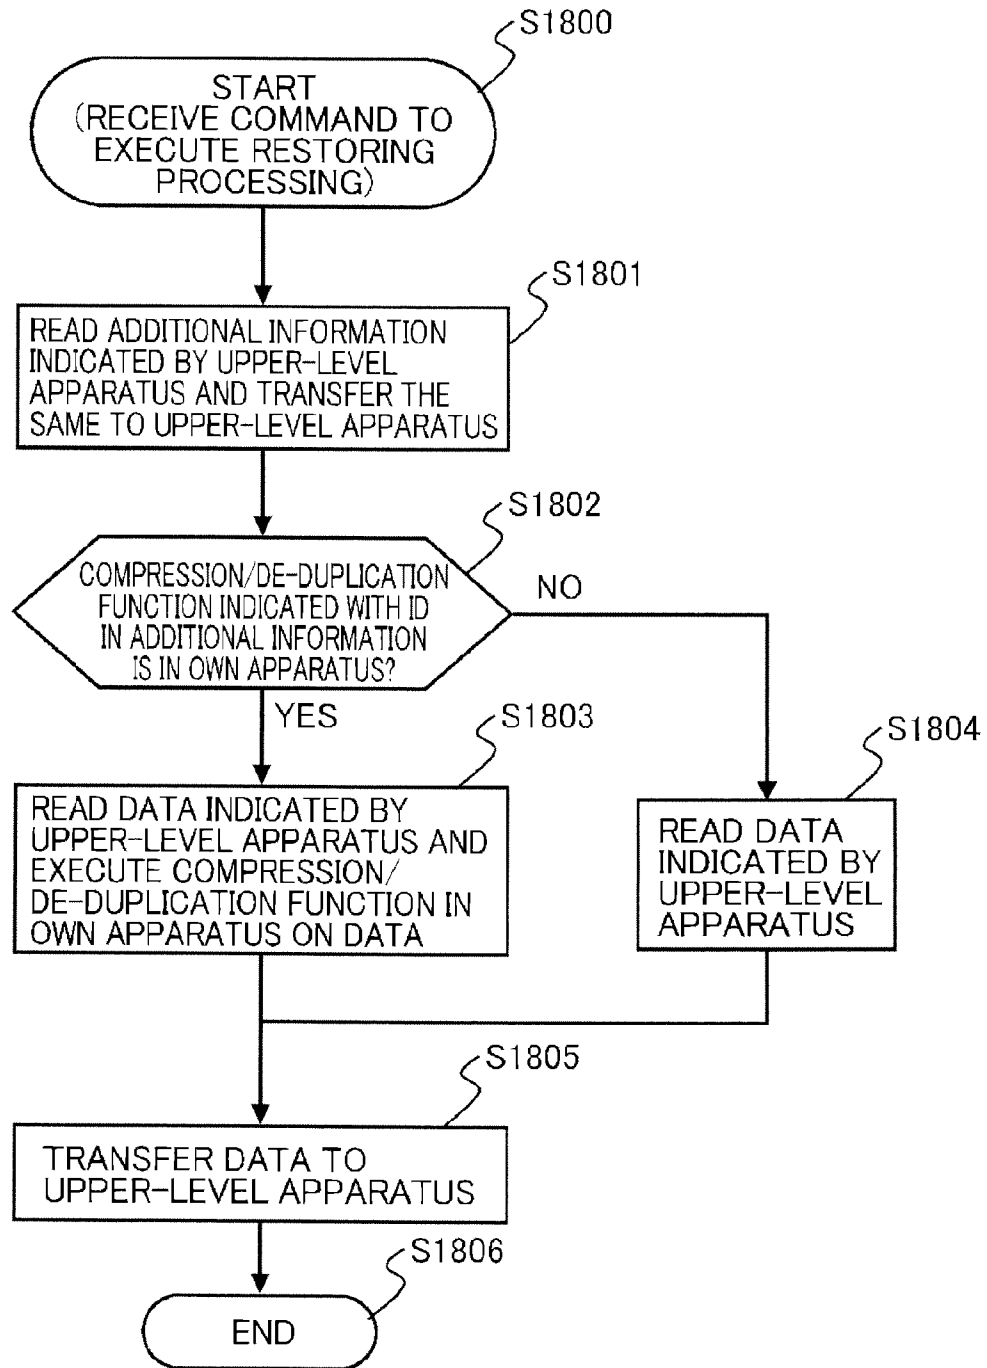 S1800
START
(RECEIVE COMMAND TO
EXECUTE RESTORING
PROCESSING)
S1801
READ ADDITIONAL INFORMATION
INDICATED BY UPPER-LEVEL
APPARATUS AND TRANSFER THE
SAME TO UPPER-LEVEL APPARATUS
S1802
COMPRESSION/DE-DUPLICATION
FUNCTION INDICATED WITH ID
IN ADDITIONAL INFORMATION
IS IN OWN APPARATUS?
NO
YES
S1803
READ DATA INDICATED BY
UPPER-LEVEL APPARATUS AND
EXECUTE COMPRESSION/
DE-DUPLICATION FUNCTION IN
OWN APPARATUS ON DATA
S1804
READ DATA
INDICATED BY
UPPER-LEVEL
APPARATUS
S1805
TRANSFER DATA TO
UPPER-LEVEL APPARATUS
S1806
END